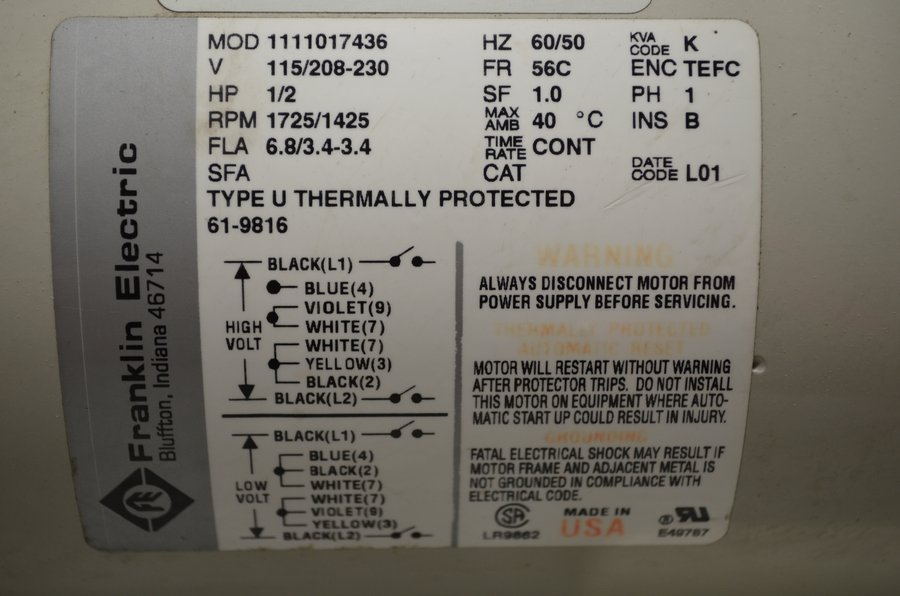 MOD 1111017436 HZ 60/50 KVA CODE K
V 115/208-230 FR 56C ENC TEFC
HP 1/2 SF 1.0 PH 1
RPM 1725/1425 MAX AMB 40 °C INS B
FLA 6.8/3.4-3.4 TIME RATE CONT
SFA CAT DATE CODE L01
TYPE U THERMALLY PROTECTED
61-9816
Franklin Electric
Bluffton, Indiana 46714
FE
HIGH VOLT
BLACK(L1)
BLUE(4)
VIOLET(9)
WHITE(7)
WHITE(7)
YELLOW(3)
BLACK(2)
BLACK(L2)
LOW VOLT
BLACK(L1)
BLUE(4)
BLACK(2)
WHITE(7)
WHITE(7)
VIOLET(9)
YELLOW(3)
BLACK(L2)
WARNING
ALWAYS DISCONNECT MOTOR FROM
POWER SUPPLY BEFORE SERVICING.
THERMALLY PROTECTED
AUTOMATIC RESET
MOTOR WILL RESTART WITHOUT WARNING
AFTER PROTECTOR TRIPS. DO NOT INSTALL
THIS MOTOR ON EQUIPMENT WHERE AUTO-
MATIC START UP COULD RESULT IN INJURY.
GROUNDING
FATAL ELECTRICAL SHOCK MAY RESULT IF
MOTOR FRAME AND ADJACENT METAL IS
NOT GROUNDED IN COMPLIANCE WITH
ELECTRICAL CODE.
SA MADE IN ® RU
LR9862 USA E49787